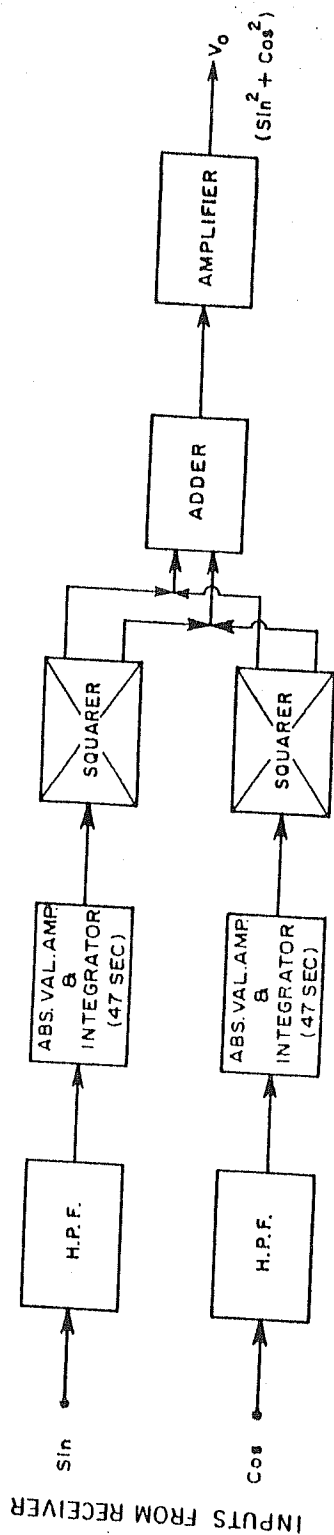 INPUTS FROM RECEIVER
Sin
H.P.F.
ABS. VAL. AMP.
&
INTEGRATOR
(47 SEC)
SQUARER
Cos
H.P.F.
ABS. VAL. AMP.
&
INTEGRATOR
(47 SEC)
SQUARER
ADDER
AMPLIFIER
V₀
(Sin² + Cos²)